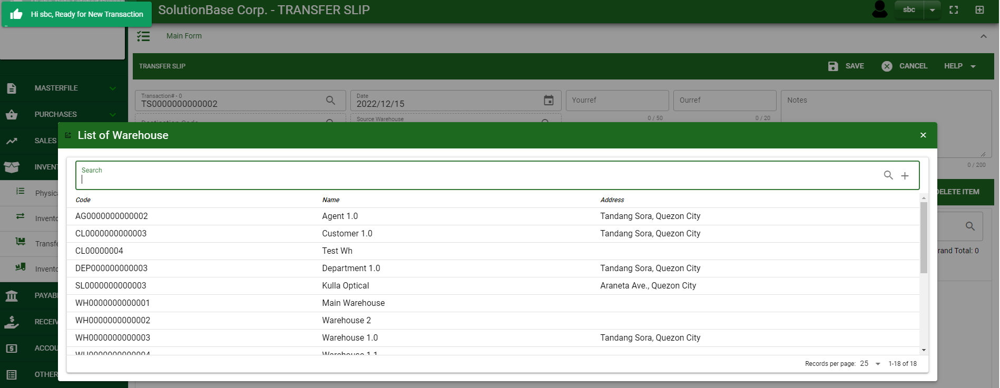 Hi sbc, Ready for New Transaction
SolutionBase Corp. - TRANSFER SLIP
sbc
Main Form
TRANSFER SLIP
SAVE
CANCEL
HELP
MASTERFILE
PURCHASES
SALES
INVENT
Physica
Invento
Transfe
Invento
PAYAB
RECEIV
ACCOU
OTHER
Transaction# - 0
TS0000000000002
Date
2022/12/15
Yourref
0 / 50
Ourref
0 / 20
Notes
0 / 200
Source Warehouse
DELETE ITEM
rand Total: 0
List of Warehouse
Search
Code Name Address
AG0000000000002 Agent 1.0 Tandang Sora, Quezon City
CL0000000000003 Customer 1.0 Tandang Sora, Quezon City
CL00000004 Test Wh
DEP000000000003 Department 1.0 Tandang Sora, Quezon City
SL0000000000003 Kulla Optical Araneta Ave., Quezon City
WH0000000000001 Main Warehouse
WH0000000000002 Warehouse 2
WH0000000000003 Warehouse 1.0 Tandang Sora, Quezon City
WH0000000000004 Warehouse 1.1
Records per page: 25 1-18 of 18